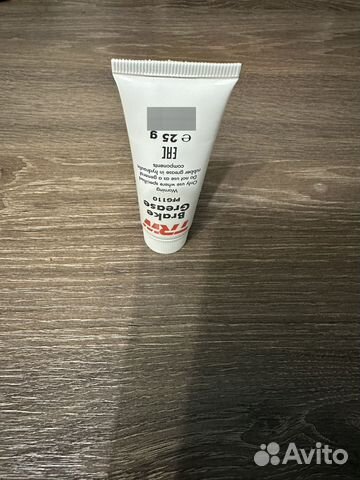 TRW
Brake
Grease
PFG110
Warning
Only use where specified
Do not use as a general
rubber grease in hydraulic
components
EAC
℮ 25 g
Avito